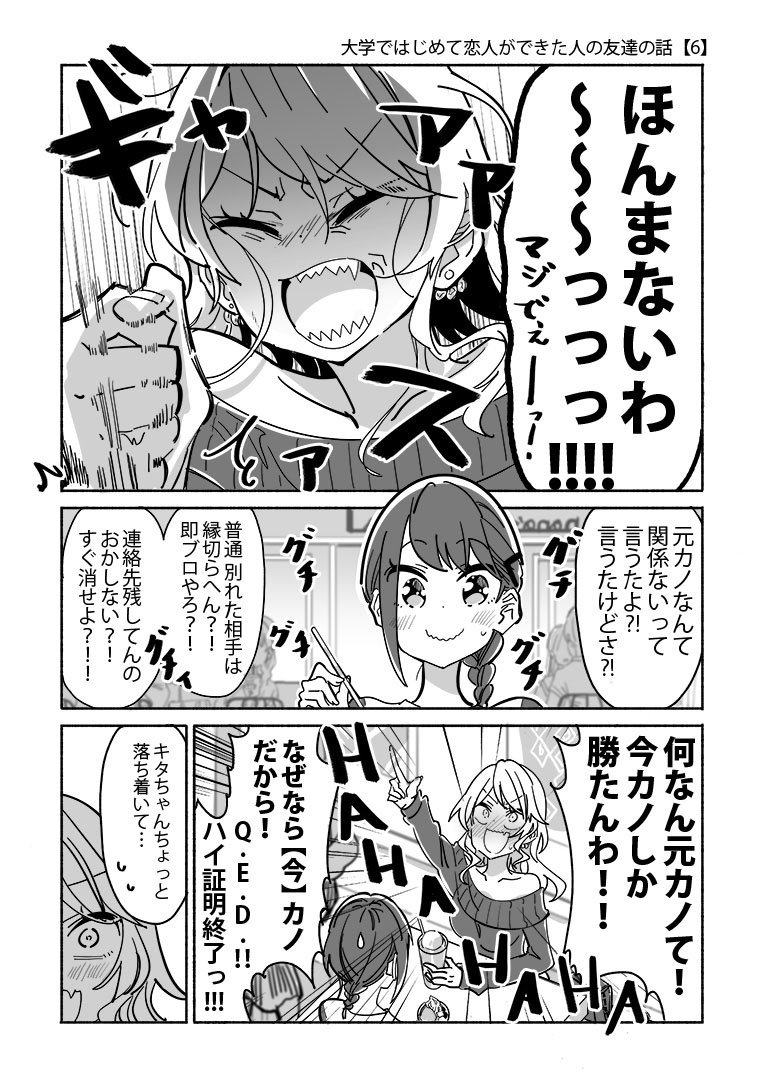 大学ではじめて恋人ができた人の友達の話【6】
ほんまないわ
～～～っっっ
!!!!
マジでぇーーっ!
ギャ
アアア
ス
元カノなんて
関係ないって
言うたよ?!
言うたけどさ?!
グチ
グチ
グチ
グチィ
普通 別れた相手は
縁切らへん?！
即ブロやろ？！
連絡先残してんの
おかしない？！
すぐ消せよ？！！
何なん元カノて！
今カノしか
勝たんわ！！
HAHAHAHAHA
なぜなら【今】カノ
だから！
Q.E.D.!!
ハイ証明終了っ!!!
キタちゃんちょっと
落ち着いて…